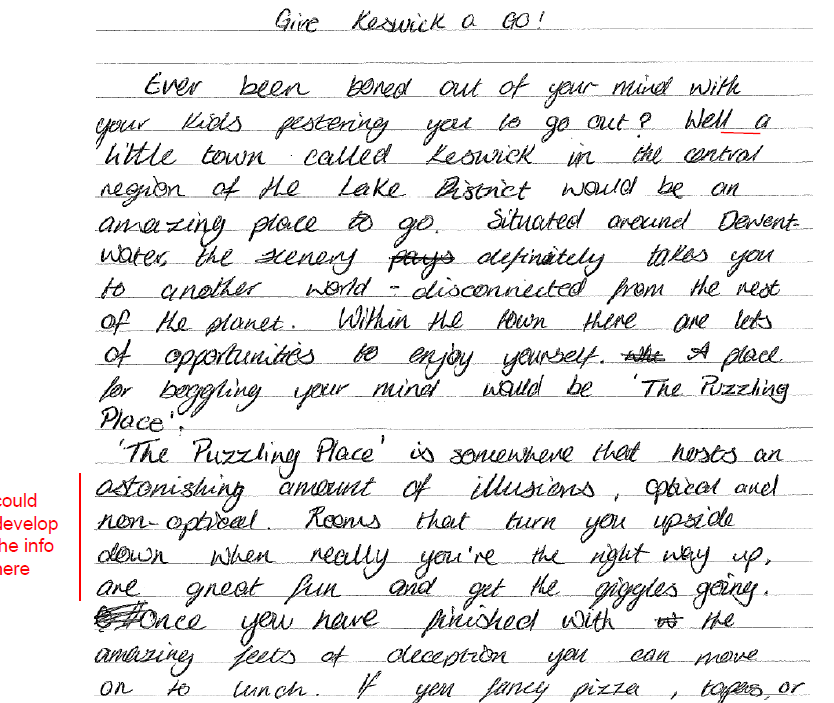 Give Keswick a GO!
Ever been bored out of your mind with
your kids pestering you to go out? Well a
little town called Keswick in the central
region of the Lake District would be an
amazing place to go. Situated around Derwent-
water, the scenery pays definitely takes you
to another world - disconnected from the rest
of the planet. Within the town there are lots
of opportunities to enjoy yourself. A place
for boggling your mind would be 'The Puzzling
Place'.
'The Puzzling Place' is somewhere that hosts an
astonishing amount of illusions, optical and
non-optical. Rooms that turn you upside
down when really you're the right way up,
are great fun and get the giggles going.
Once you have finished with the
amazing feets of deception you can move
on to lunch. If you fancy pizza, tapas, or
could
develop
the info
here